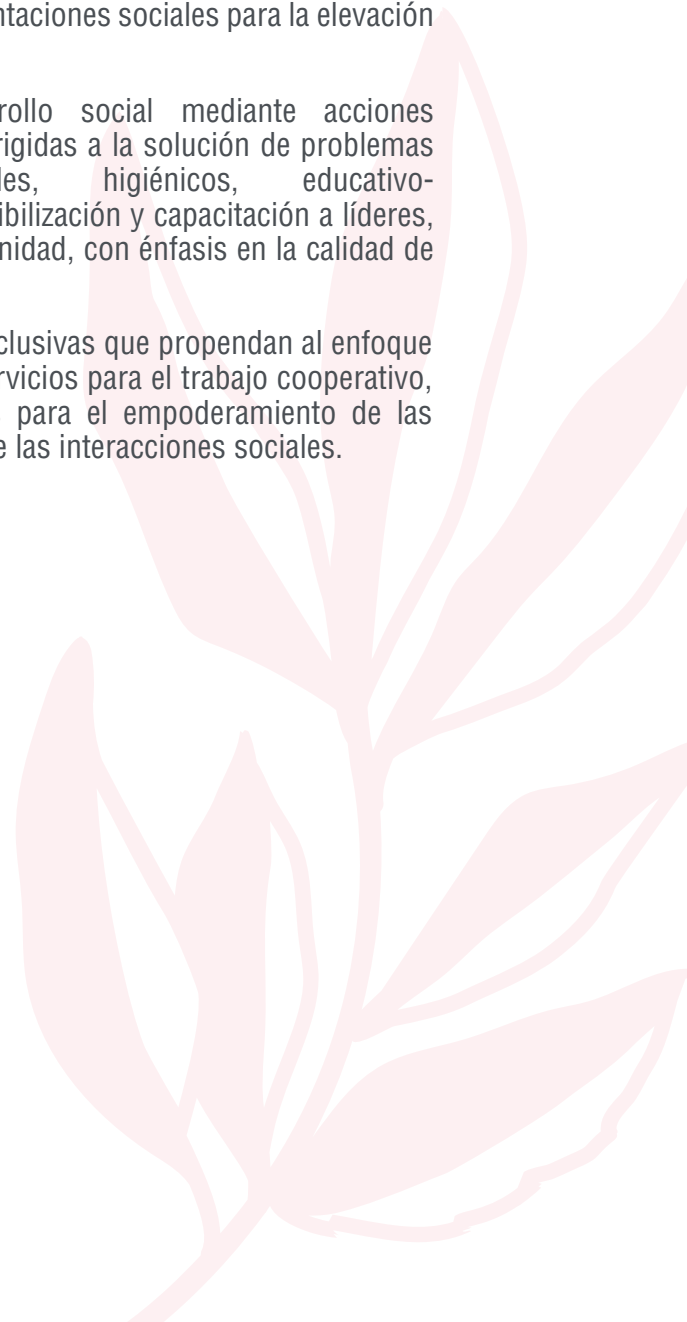 ntaciones sociales para la elevación
rollo social mediante acciones
rigidas a la solución de problemas
les, higiénicos, educativo-
ibilización y capacitación a líderes,
nidad, con énfasis en la calidad de
clusivas que propendan al enfoque
rvicios para el trabajo cooperativo,
para el empoderamiento de las
e las interacciones sociales.